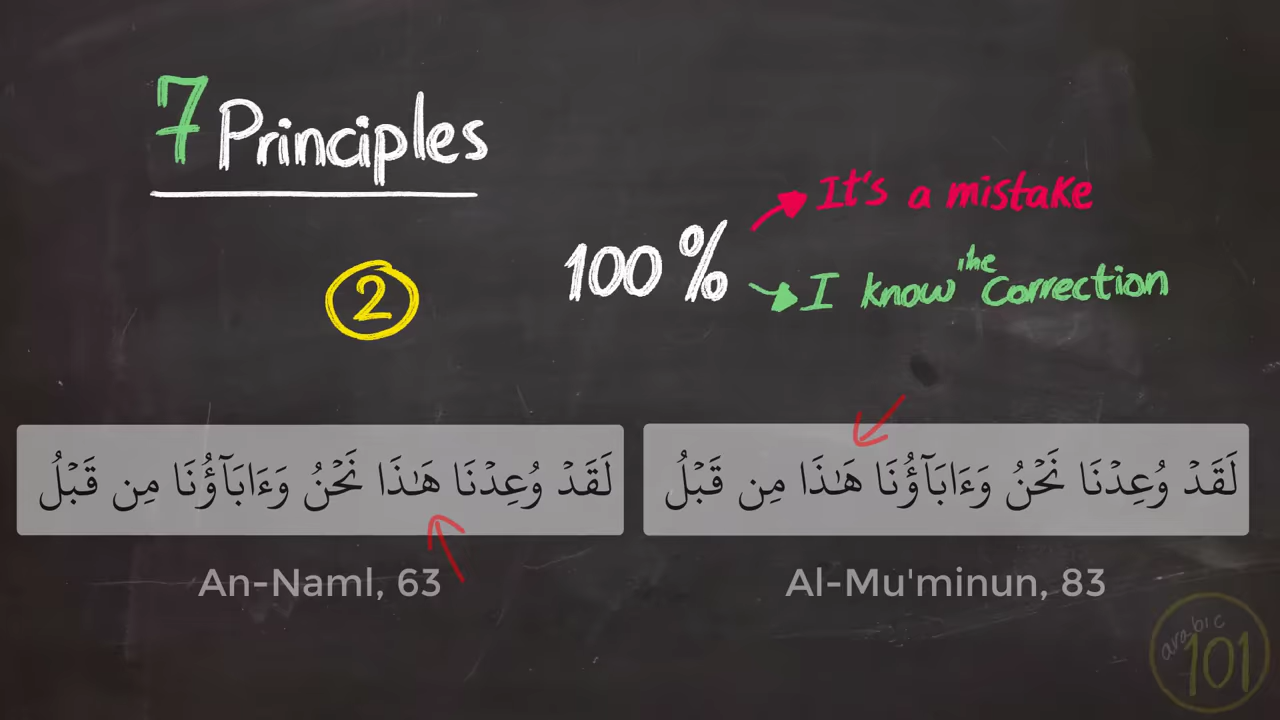 7 Principles
2
100%
It's a mistake
I know the correction
لَقَدۡ وُعِدۡنَا هَٰذَا نَحۡنُ وَءَابَآؤُنَا مِن قَبۡلُ
An-Naml, 63
لَقَدۡ وُعِدۡنَا نَحۡنُ وَءَابَآؤُنَا هَٰذَا مِن قَبۡلُ
Al-Mu'minun, 83
arabic
101